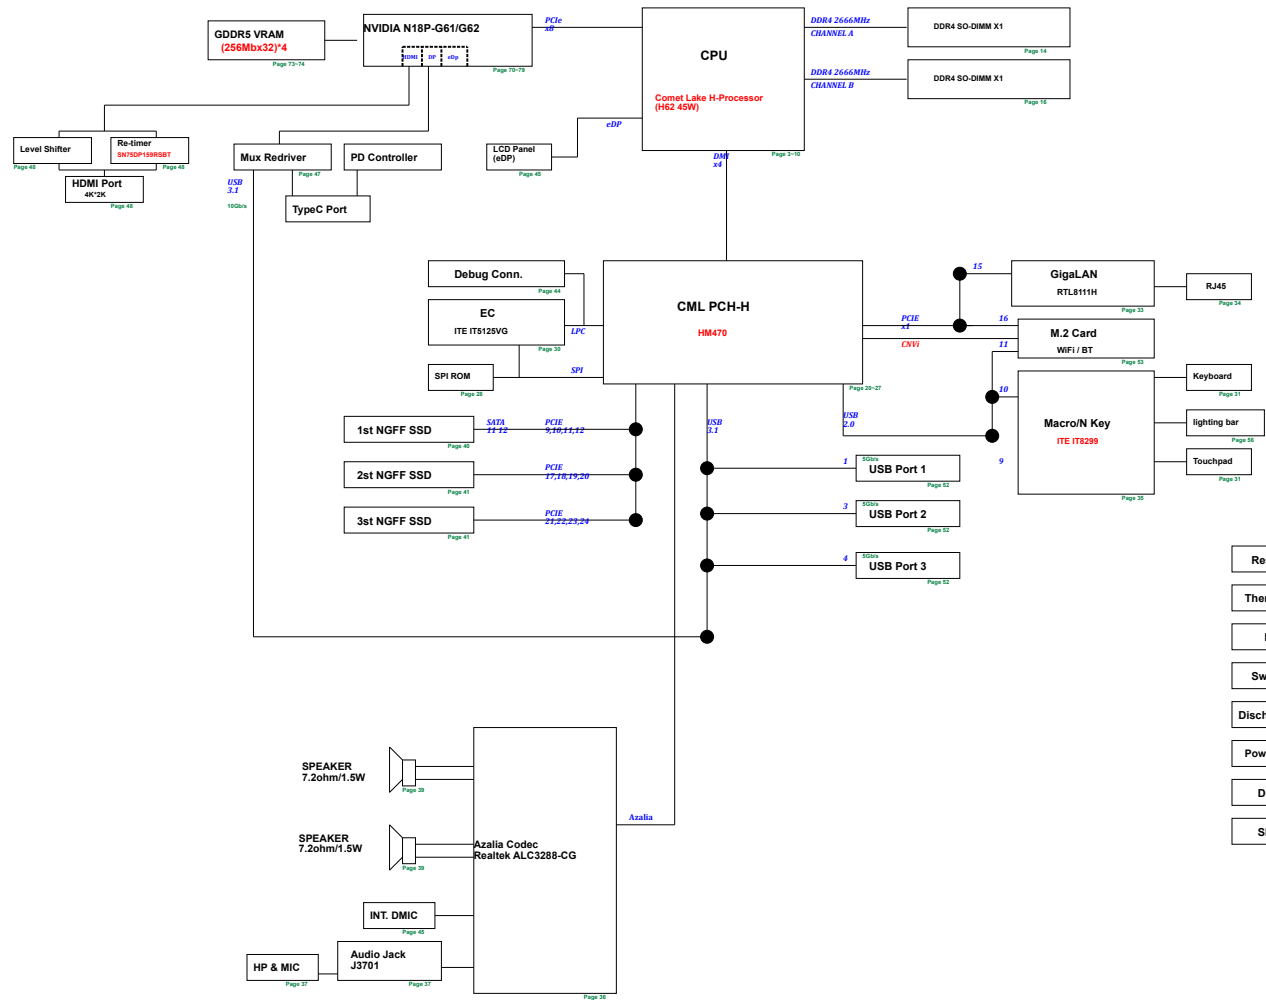 GDDR5 VRAM
(256Mbx32)*4
Page 73~74
NVIDIA N18P-G61/G62
HDMI
DP
eDp
Page 70~79
PCIe
x8
CPU
Comet Lake H-Processor
(H62 45W)
Page 3~10
DDR4 2666MHz
CHANNEL A
DDR4 SO-DIMM X1
Page 14
DDR4 2666MHz
CHANNEL B
DDR4 SO-DIMM X1
Page 16
eDP
LCD Panel
(eDP)
Page 45
DMI
x4
Level Shifter
Page 48
Re-timer
SN75DP159RSBT
Page 48
HDMI Port
4K*2K
Page 48
Mux Redriver
Page 47
PD Controller
USB
3.1
10Gb/s
TypeC Port
Debug Conn.
Page 44
EC
ITE IT5125VG
Page 30
LPC
SPI ROM
Page 28
SPI
CML PCH-H
HM470
Page 20~27
15
GigaLAN
RTL8111H
Page 33
RJ45
Page 34
PCIE
x1
CNVi
16
11
M.2 Card
WiFi / BT
Page 53
10
9
Macro/N Key
ITE IT8299
Page 35
Keyboard
Page 31
lighting bar
Page 56
Touchpad
Page 31
1st NGFF SSD
Page 40
SATA
11 12
PCIE
9,10,11,12
2st NGFF SSD
Page 41
PCIE
17,18,19,20
3st NGFF SSD
Page 41
PCIE
21,22,23,24
USB
3.1
USB
2.0
1
5Gb/s
USB Port 1
Page 52
3
5Gb/s
USB Port 2
Page 52
4
5Gb/s
USB Port 3
Page 52
SPEAKER
7.2ohm/1.5W
Page 39
SPEAKER
7.2ohm/1.5W
Page 39
Azalia Codec
Realtek ALC3288-CG
Page 36
Azalia
INT. DMIC
Page 45
Audio Jack
J3701
Page 37
HP & MIC
Page 37